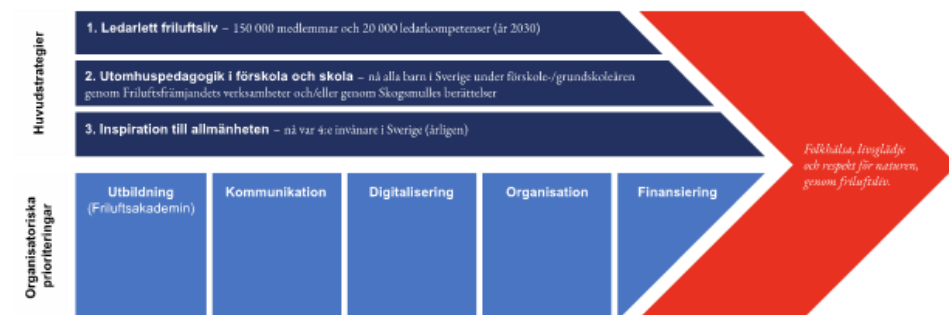 Huvudstrategier
1. Ledarlett friluftsliv – 150 000 medlemmar och 20 000 ledarkompetenser (år 2030)
2. Utomhuspedagogik i förskola och skola – nå alla barn i Sverige under förskole-/grundskoleåren
genom Friluftsfrämjandets verksamheter och/eller genom Skogsmulles berättelser
3. Inspiration till allmänheten – nå var 4:e invånare i Sverige (årligen)
Folkhälsa, livsglädje
och respekt för naturen,
genom friluftsliv.
Organisatoriska
prioriteringar
Utbildning
(Friluftsakademin)
Kommunikation
Digitalisering
Organisation
Finansiering